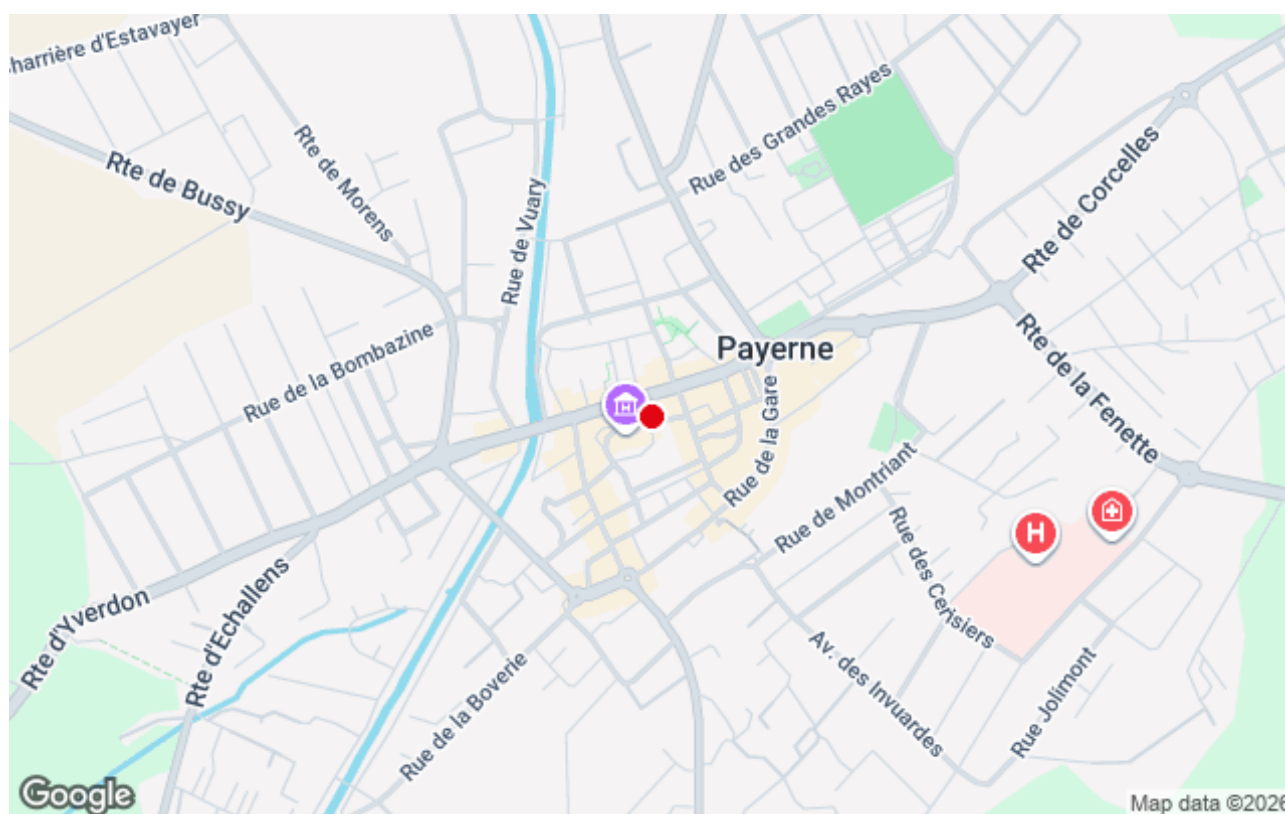 Charrière d'Estavayer
Rte de Morens
Rte de Bussy
Rue de Vuary
Rue des Grandes Rayes
Rte de Corcelles
Rue de la Bombazine
Payerne
Rte de la Fenette
Rue de la Gare
Rue de Montriant
H
Rue des Cerisiers
Rte d'Yverdon
Rte d'Echallens
Rue de la Boverie
Av. des Invuardes
Rue Jolimont
Google
Map data ©2026